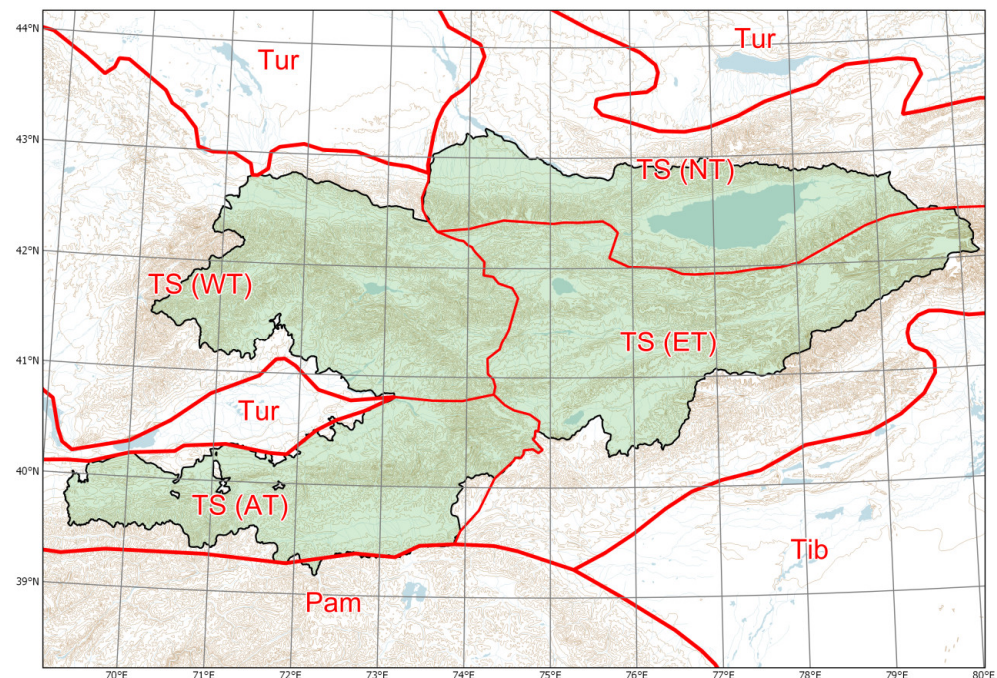 44°N
Tur
Tur
43°N
TS (NT)
42°N
TS (WT)
TS (ET)
41°N
Tur
40°N
TS (AT)
Tib
39°N
Pam
70°E 71°E 72°E 73°E 74°E 75°E 76°E 77°E 78°E 79°E 80°E